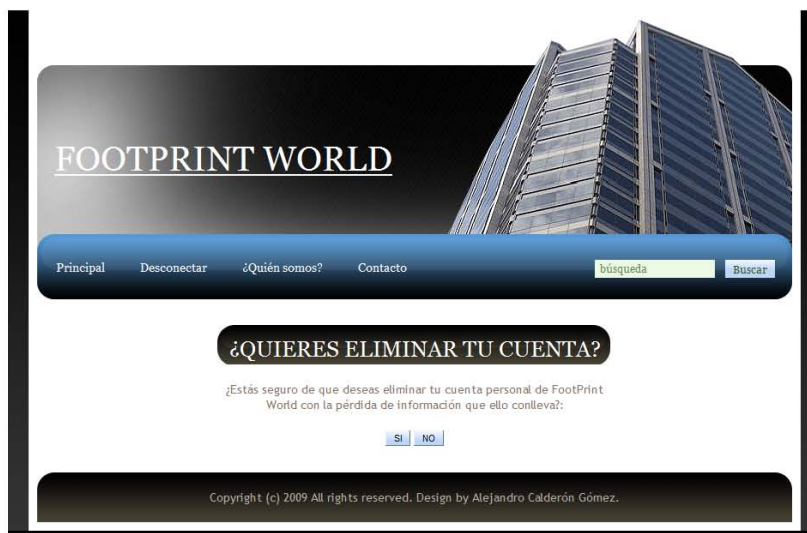 FOOTPRINT WORLD
Principal Desconectar ¿Quién somos? Contacto búsqueda Buscar
¿QUIERES ELIMINAR TU CUENTA?
¿Estás seguro de que deseas eliminar tu cuenta personal de FootPrint
World con la pérdida de información que ello conlleva?:
SI NO
Copyright (c) 2009 All rights reserved. Design by Alejandro Calderón Gómez.